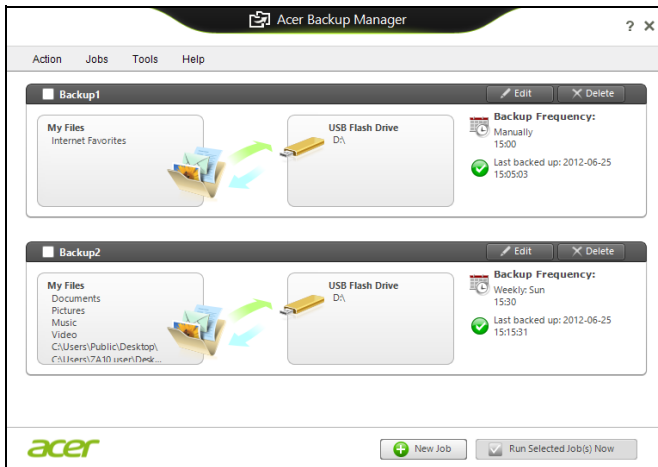 Acer Backup Manager
? X
Action Jobs Tools Help
Backup1
Edit
Delete
My Files
Internet Favorites
USB Flash Drive
D:\
Backup Frequency:
Manually
15:00
Last backed up: 2012-06-25
15:05:03
Backup2
Edit
Delete
My Files
Documents
Pictures
Music
Video
C:\Users\Public\Desktop\
C:\Users\ZA10 user\Desk...
USB Flash Drive
D:\
Backup Frequency:
Weekly: Sun
15:30
Last backed up: 2012-06-25
15:15:31
acer
New Job
Run Selected Job(s) Now